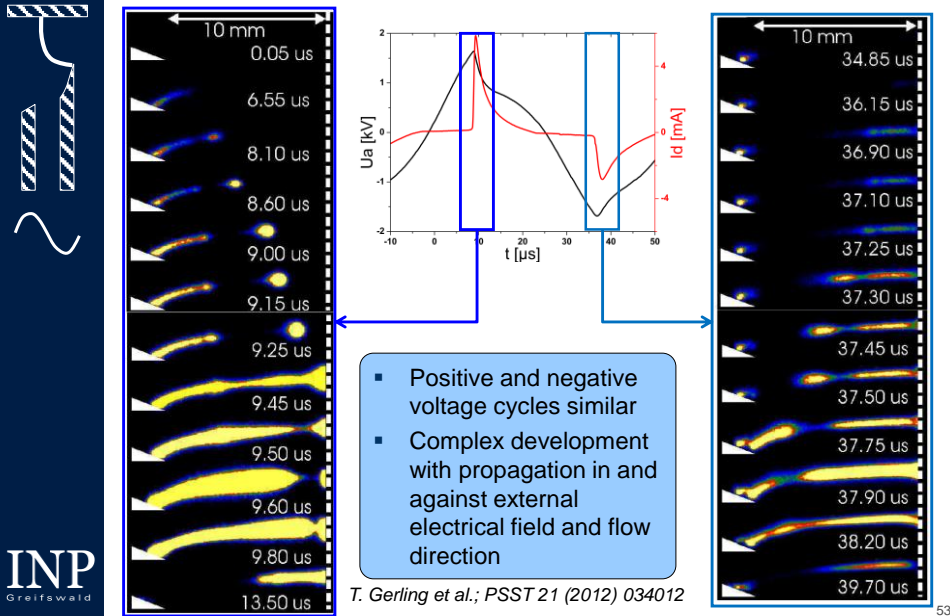 10 mm
0.05 us
6.55 us
8.10 us
8.60 us
9.00 us
9.15 us
9.25 us
9.45 us
9.50 us
9.60 us
9.80 us
13.50 us
2
1
0
-1
-2
Ua [kV]
4
0
-4
Id [mA]
-10
0
10
20
30
40
50
t [µs]
10 mm
34.85 us
36.15 us
36.90 us
37.10 us
37.25 us
37.30 us
37.45 us
37.50 us
37.75 us
37.90 us
38.20 us
39.70 us
▪ Positive and negative
voltage cycles similar
▪ Complex development
with propagation in and
against external
electrical field and flow
direction
T. Gerling et al.; PSST 21 (2012) 034012
INP
Greifswald
53